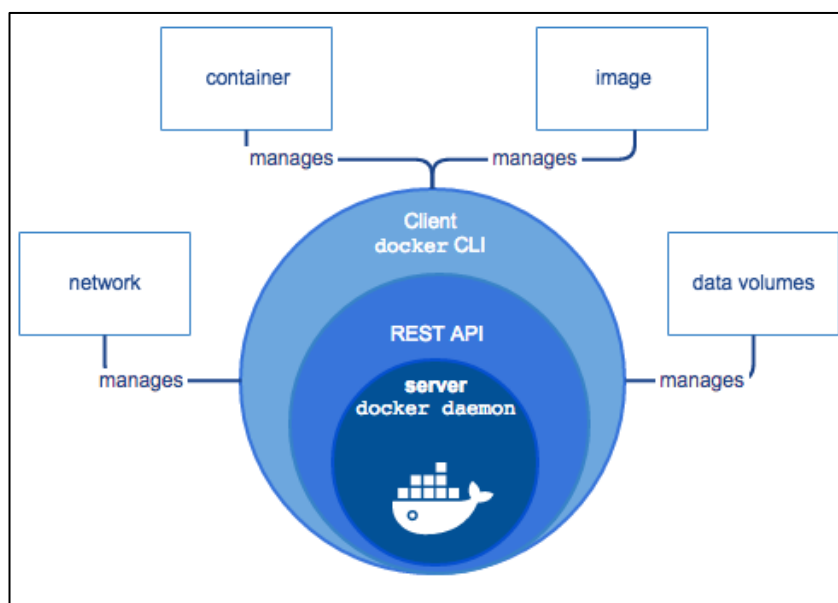 container
image
manages
manages
Client
docker CLI
network
data volumes
REST API
manages
server
docker daemon
manages